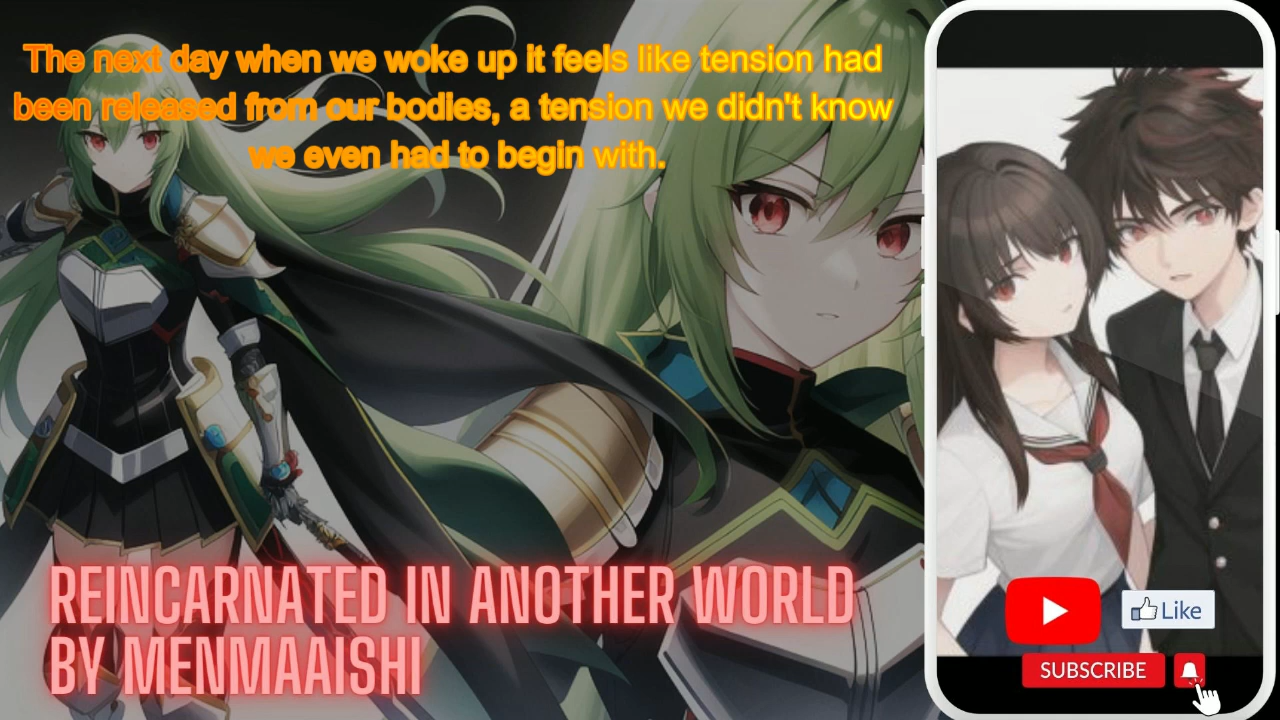 The next day when we woke up it feels like tension had
been released from our bodies, a tension we didn't know
we even had to begin with.
REINCARNATED IN ANOTHER WORLD
BY MENMAAISHI
Like
SUBSCRIBE